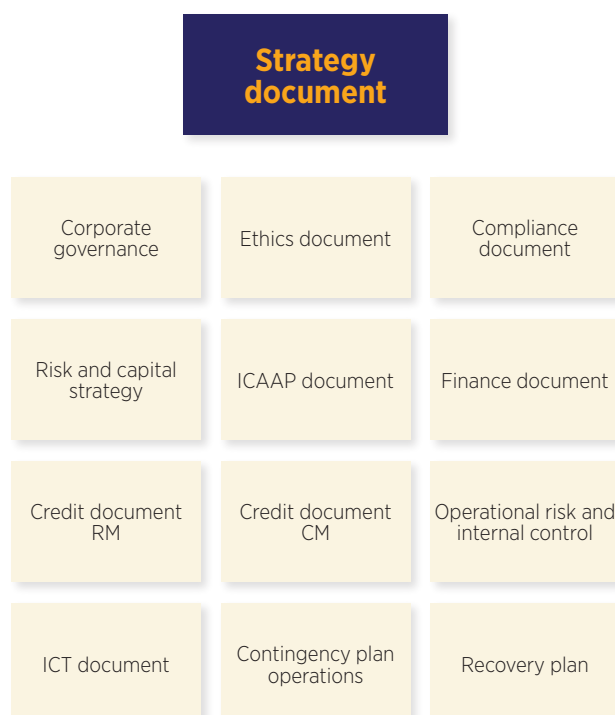 Strategy
document
Corporate
governance
Ethics document
Compliance
document
Risk and capital
strategy
ICAAP document
Finance document
Credit document
RM
Credit document
CM
Operational risk and
internal control
ICT document
Contingency plan
operations
Recovery plan